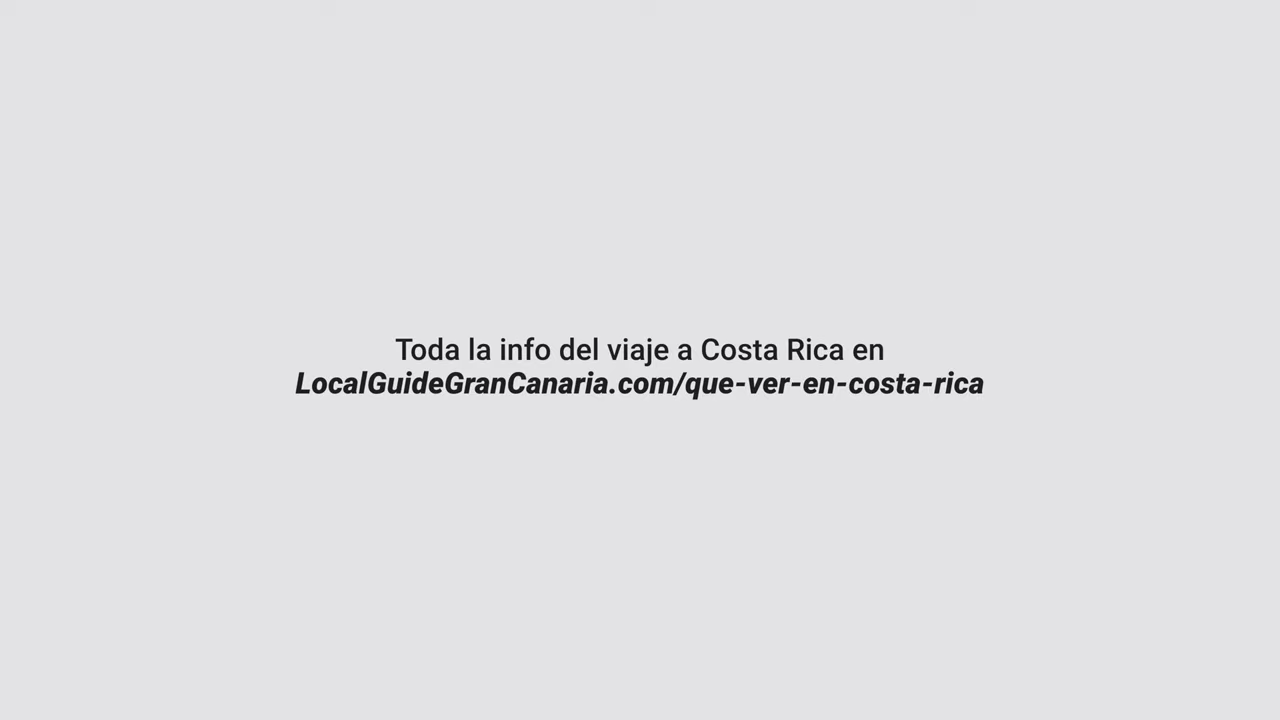 Toda la info del viaje a Costa Rica en
LocalGuideGranCanaria.com/que-ver-en-costa-rica